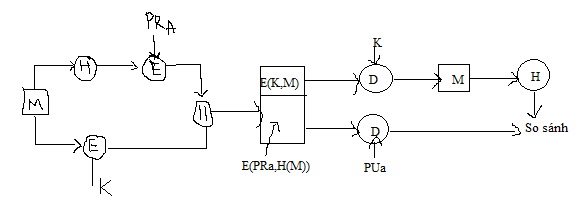 PRA
M
H
E
E
K
||
E(K,M)
E(PRa,H(M))
K
D
M
H
D
PUa
So sánh